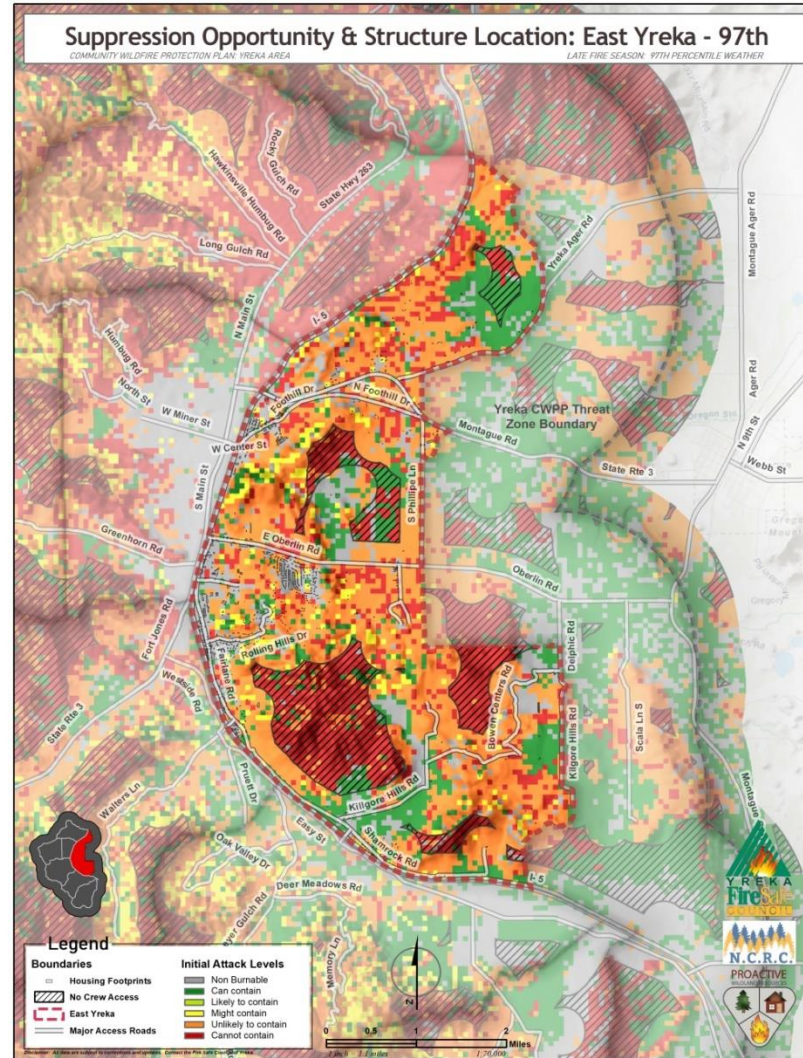 Suppression Opportunity & Structure Location: East Yreka - 97th
COMMUNITY WILDFIRE PROTECTION PLAN: YREKA AREA
LATE FIRE SEASON: 97TH PERCENTILE WEATHER
Rocky Gulch Rd
Hawkinsville Humbug Rd
State Hwy 263
Long Gulch Rd
N Main St
I-5
Yreka Ager Rd
Montague Ager Rd
Humbug Rd
North St
W Miner St
Foothill Dr
N Foothill Dr
W Center St
Yreka CWPP Threat
Zone Boundary
Ager Rd
N 9th St
Webb St
Montague Rd
State Rte 3
S Main St
S Phillipe Ln
Greenhorn Rd
E Oberlin Rd
Oberlin Rd
Fort Jones Rd
Rolling Hills Dr
Fairlane Rd
Delphic Rd
Westside Rd
State Rte 3
I-5
Bowen Centers Rd
Kilgore Hills Rd
Scala Ln S
Pruett Dr
Killgore Hills Rd
Montague
Walters Ln
Easy St
Shamrock Rd
Oak Valley Dr
I-5
Deer Meadows Rd
Memory Ln
YREKA
Fire Safe
COUNCIL
N.C.R.C.
PROACTIVE
Legend
Boundaries
Housing Footprints
No Crew Access
East Yreka
Major Access Roads
Initial Attack Levels
Non Burnable
Can contain
Likely to contain
Might contain
Unlikely to contain
Cannot contain
N
0 0.5 1 2
Miles